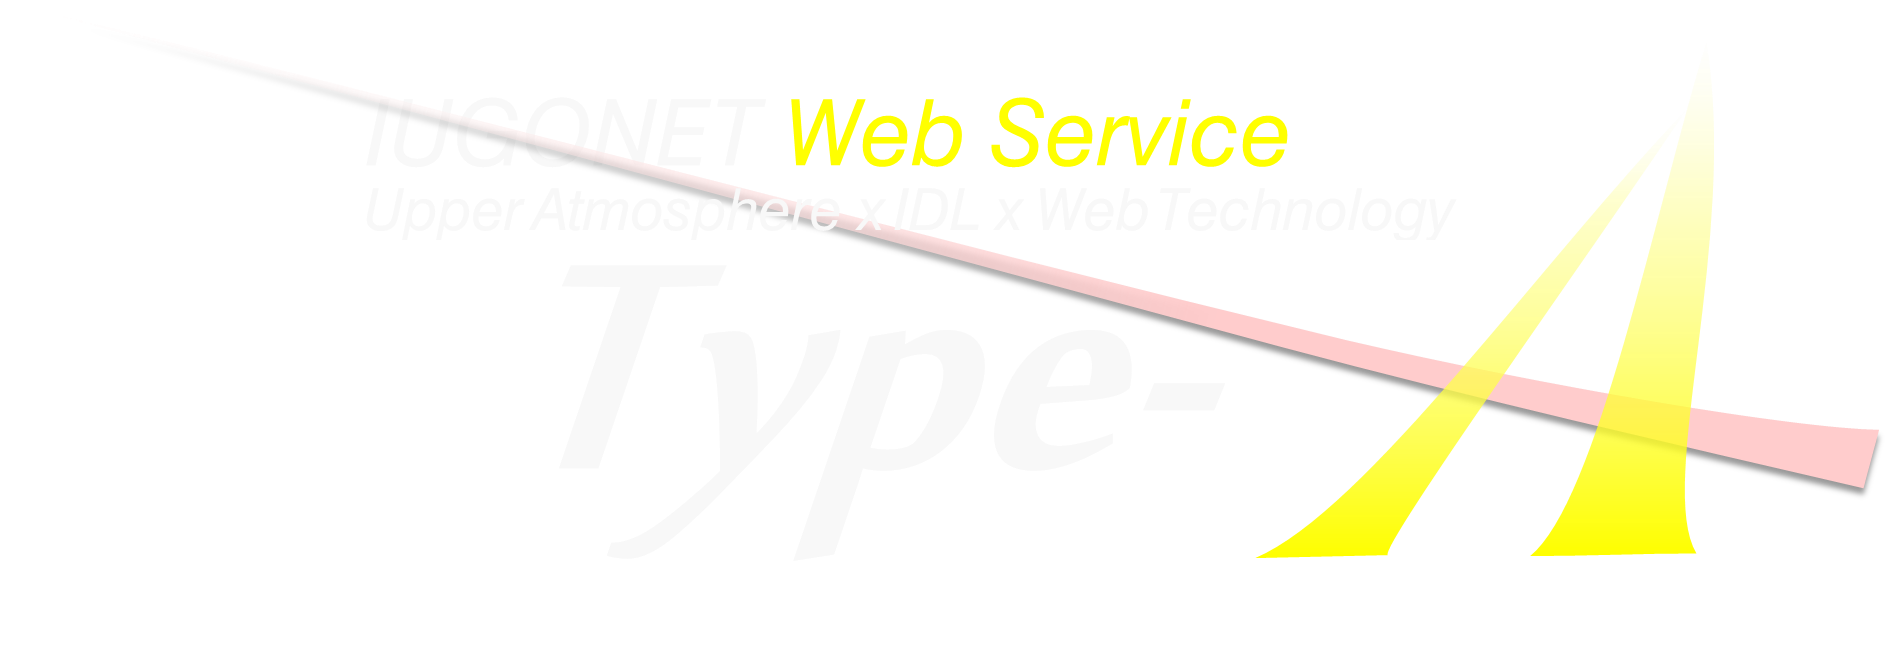 IUGONET Web Service
Upper Atmosphere x IDL x Web Technology
Type-A